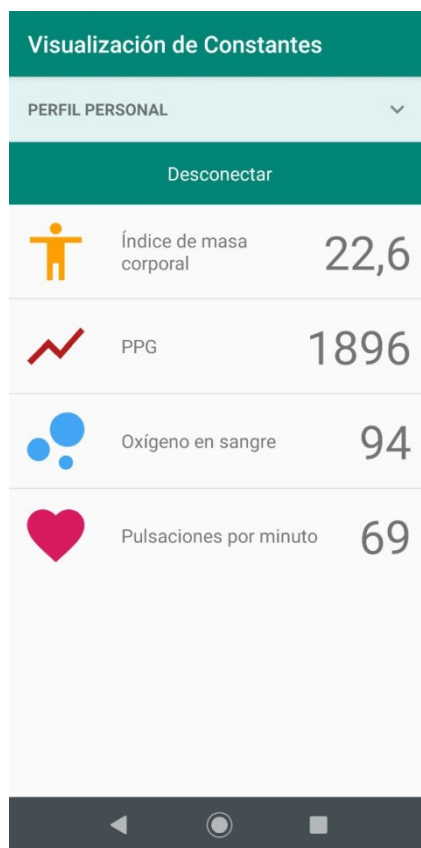 Visualización de Constantes
PERFIL PERSONAL
Desconectar
Índice de masa
corporal
22,6
PPG
1896
Oxígeno en sangre
94
Pulsaciones por minuto
69